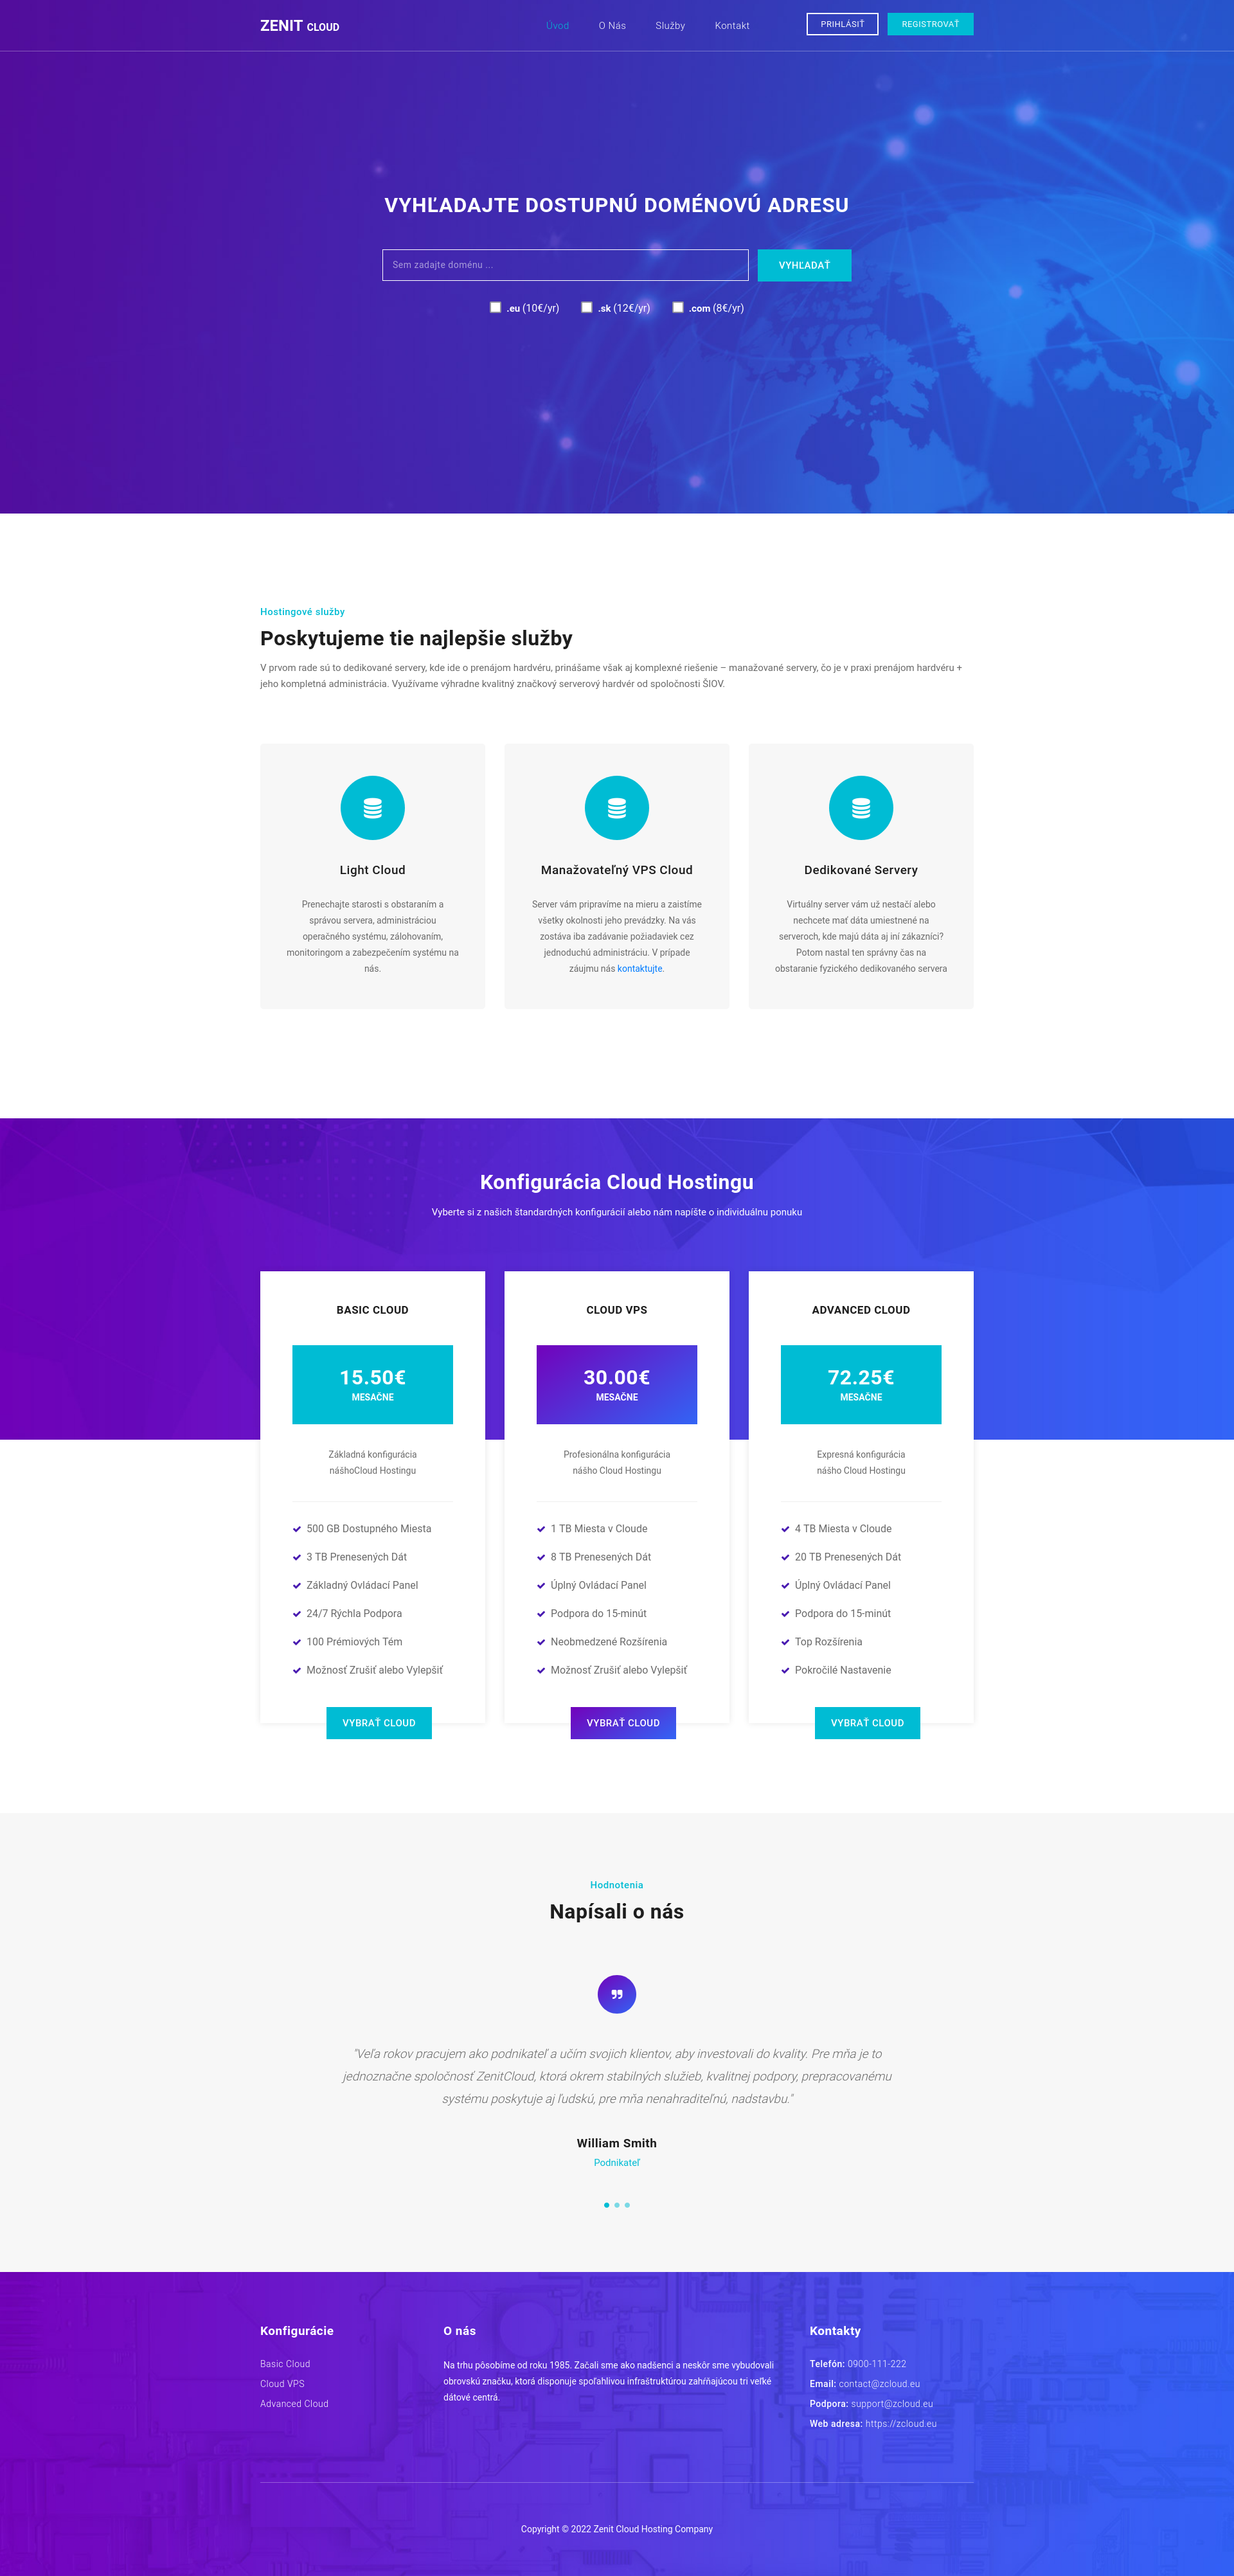 ZENIT CLOUD
Úvod
O Nás
Služby
Kontakt
PRIHLÁSIŤ
REGISTROVAŤ
VYHĽADAJTE DOSTUPNÚ DOMÉNOVÚ ADRESU
Sem zadajte doménu ...
VYHĽADAŤ
.eu (10€/yr)
.sk (12€/yr)
.com (8€/yr)
Hostingové služby
Poskytujeme tie najlepšie služby
V prvom rade sú to dedikované servery, kde ide o prenájom hardvéru, prinášame však aj komplexné riešenie – manažované servery, čo je v praxi prenájom hardvéru +
jeho kompletná administrácia. Využívame výhradne kvalitný značkový serverový hardvér od spoločnosti ŠIOV.
Light Cloud
Prenechajte starosti s obstaraním a
správou servera, administráciou
operačného systému, zálohovaním,
monitoringom a zabezpečením systému na
nás.
Manažovateľný VPS Cloud
Server vám pripravíme na mieru a zaistíme
všetky okolnosti jeho prevádzky. Na vás
zostáva iba zadávanie požiadaviek cez
jednoduchú administráciu. V prípade
záujmu nás kontaktujte.
Dedikované Servery
Virtuálny server vám už nestačí alebo
nechcete mať dáta umiestnené na
serveroch, kde majú dáta aj iní zákazníci?
Potom nastal ten správny čas na
obstaranie fyzického dedikovaného servera
Konfigurácia Cloud Hostingu
Vyberte si z našich štandardných konfigurácií alebo nám napíšte o individuálnu ponuku
BASIC CLOUD
15.50€
MESAČNE
Základná konfigurácia
nášhoCloud Hostingu
500 GB Dostupného Miesta
3 TB Prenesených Dát
Základný Ovládací Panel
24/7 Rýchla Podpora
100 Prémiových Tém
Možnosť Zrušiť alebo Vylepšiť
VYBRAŤ CLOUD
CLOUD VPS
30.00€
MESAČNE
Profesionálna konfigurácia
nášho Cloud Hostingu
1 TB Miesta v Cloude
8 TB Prenesených Dát
Úplný Ovládací Panel
Podpora do 15-minút
Neobmedzené Rozšírenia
Možnosť Zrušiť alebo Vylepšiť
VYBRAŤ CLOUD
ADVANCED CLOUD
72.25€
MESAČNE
Expresná konfigurácia
nášho Cloud Hostingu
4 TB Miesta v Cloude
20 TB Prenesených Dát
Úplný Ovládací Panel
Podpora do 15-minút
Top Rozšírenia
Pokročilé Nastavenie
VYBRAŤ CLOUD
Hodnotenia
Napísali o nás
"Veľa rokov pracujem ako podnikateľ a učím svojich klientov, aby investovali do kvality. Pre mňa je to
jednoznačne spoločnosť ZenitCloud, ktorá okrem stabilných služieb, kvalitnej podpory, prepracovanému
systému poskytuje aj ľudskú, pre mňa nenahraditeľnú, nadstavbu."
William Smith
Podnikateľ
Konfigurácie
Basic Cloud
Cloud VPS
Advanced Cloud
O nás
Na trhu pôsobíme od roku 1985. Začali sme ako nadšenci a neskôr sme vybudovali
obrovskú značku, ktorá disponuje spoľahlivou infraštruktúrou zahŕňajúcou tri veľké
dátové centrá.
Kontakty
Telefón: 0900-111-222
Email: contact@zcloud.eu
Podpora: support@zcloud.eu
Web adresa: https://zcloud.eu
Copyright © 2022 Zenit Cloud Hosting Company